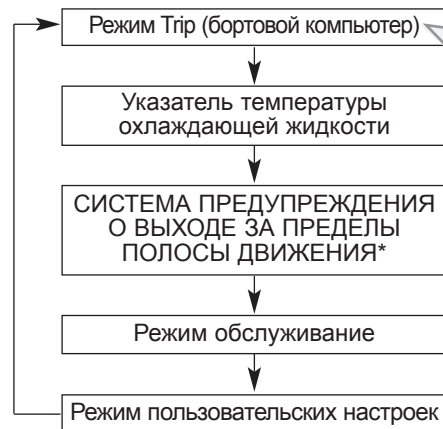 Режим Trip (бортовой компьютер)
Указатель температуры
охлаждающей жидкости
СИСТЕМА ПРЕДУПРЕЖДЕНИЯ
О ВЫХОДЕ ЗА ПРЕДЕЛЫ
ПОЛОСЫ ДВИЖЕНИЯ*
Режим обслуживание
Режим пользовательских настроек